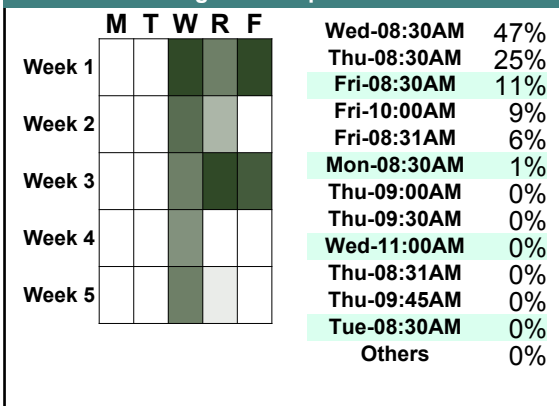 M T W R F
Week 1
Week 2
Week 3
Week 4
Week 5
Wed-08:30AM 47%
Thu-08:30AM 25%
Fri-08:30AM 11%
Fri-10:00AM 9%
Fri-08:31AM 6%
Mon-08:30AM 1%
Thu-09:00AM 0%
Thu-09:30AM 0%
Wed-11:00AM 0%
Thu-08:31AM 0%
Thu-09:45AM 0%
Tue-08:30AM 0%
Others 0%